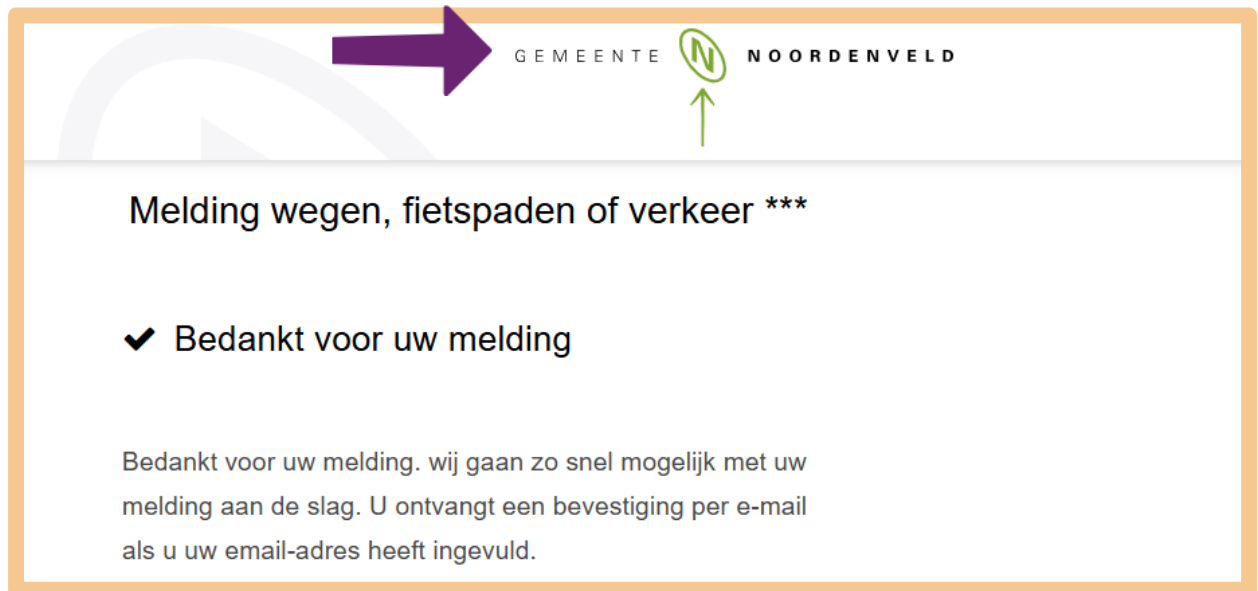 GEMEENTE N NOORDENVELD
Melding wegen, fietspaden of verkeer ***
Bedankt voor uw melding
Bedankt voor uw melding. wij gaan zo snel mogelijk met uw
melding aan de slag. U ontvangt een bevestiging per e-mail
als u uw email-adres heeft ingevuld.